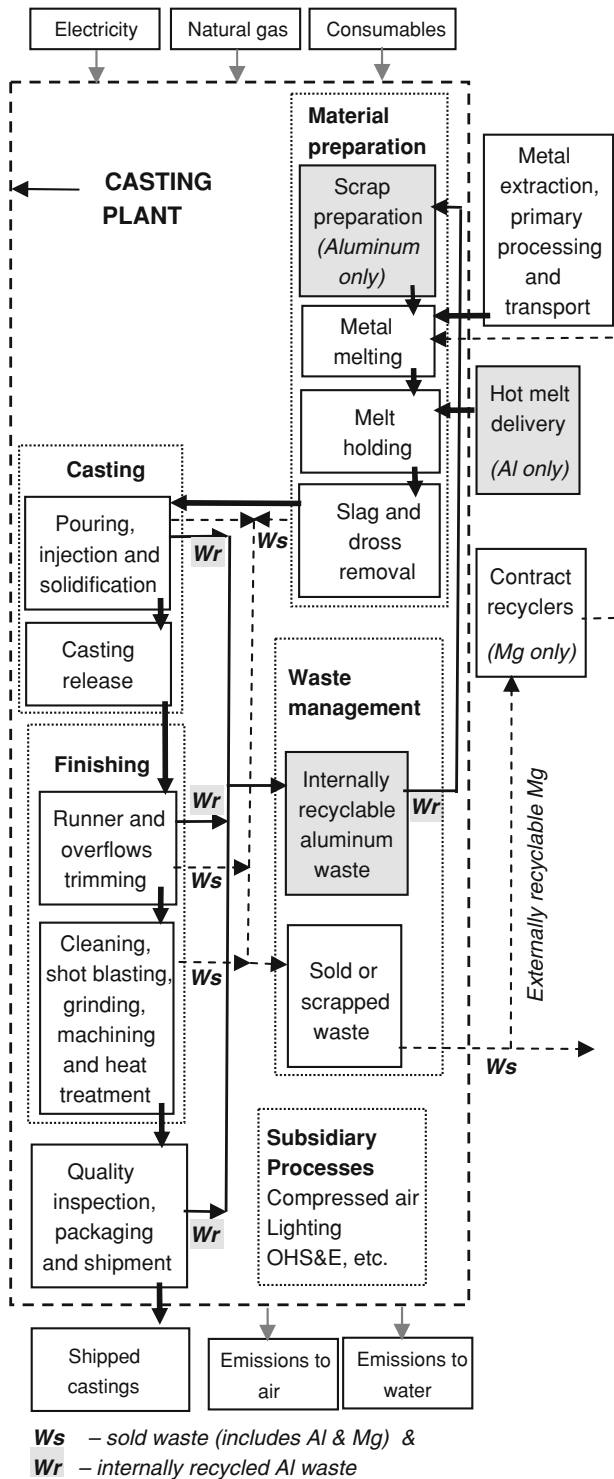 Electricity
Natural gas
Consumables
Material
preparation
CASTING
PLANT
Scrap
preparation
(Aluminum
only)
Metal
extraction,
primary
processing
and
transport
Metal
melting
Melt
holding
Hot melt
delivery
(Al only)
Casting
Pouring,
injection and
solidification
Wr
Ws
Slag and
dross
removal
Contract
recyclers
(Mg only)
Casting
release
Waste
management
Finishing
Runner and
overflows
trimming
Wr
Ws
Internally
recyclable
aluminum
waste
Wr
Externally recyclable Mg
Cleaning,
shot blasting,
grinding,
machining
and heat
treatment
Ws
Sold or
scrapped
waste
Ws
Quality
inspection,
packaging
and shipment
Wr
Subsidiary
Processes
Compressed air
Lighting
OHS&E, etc.
Shipped
castings
Emissions to
air
Emissions to
water
Ws – sold waste (includes Al & Mg) &
Wr – internally recycled Al waste